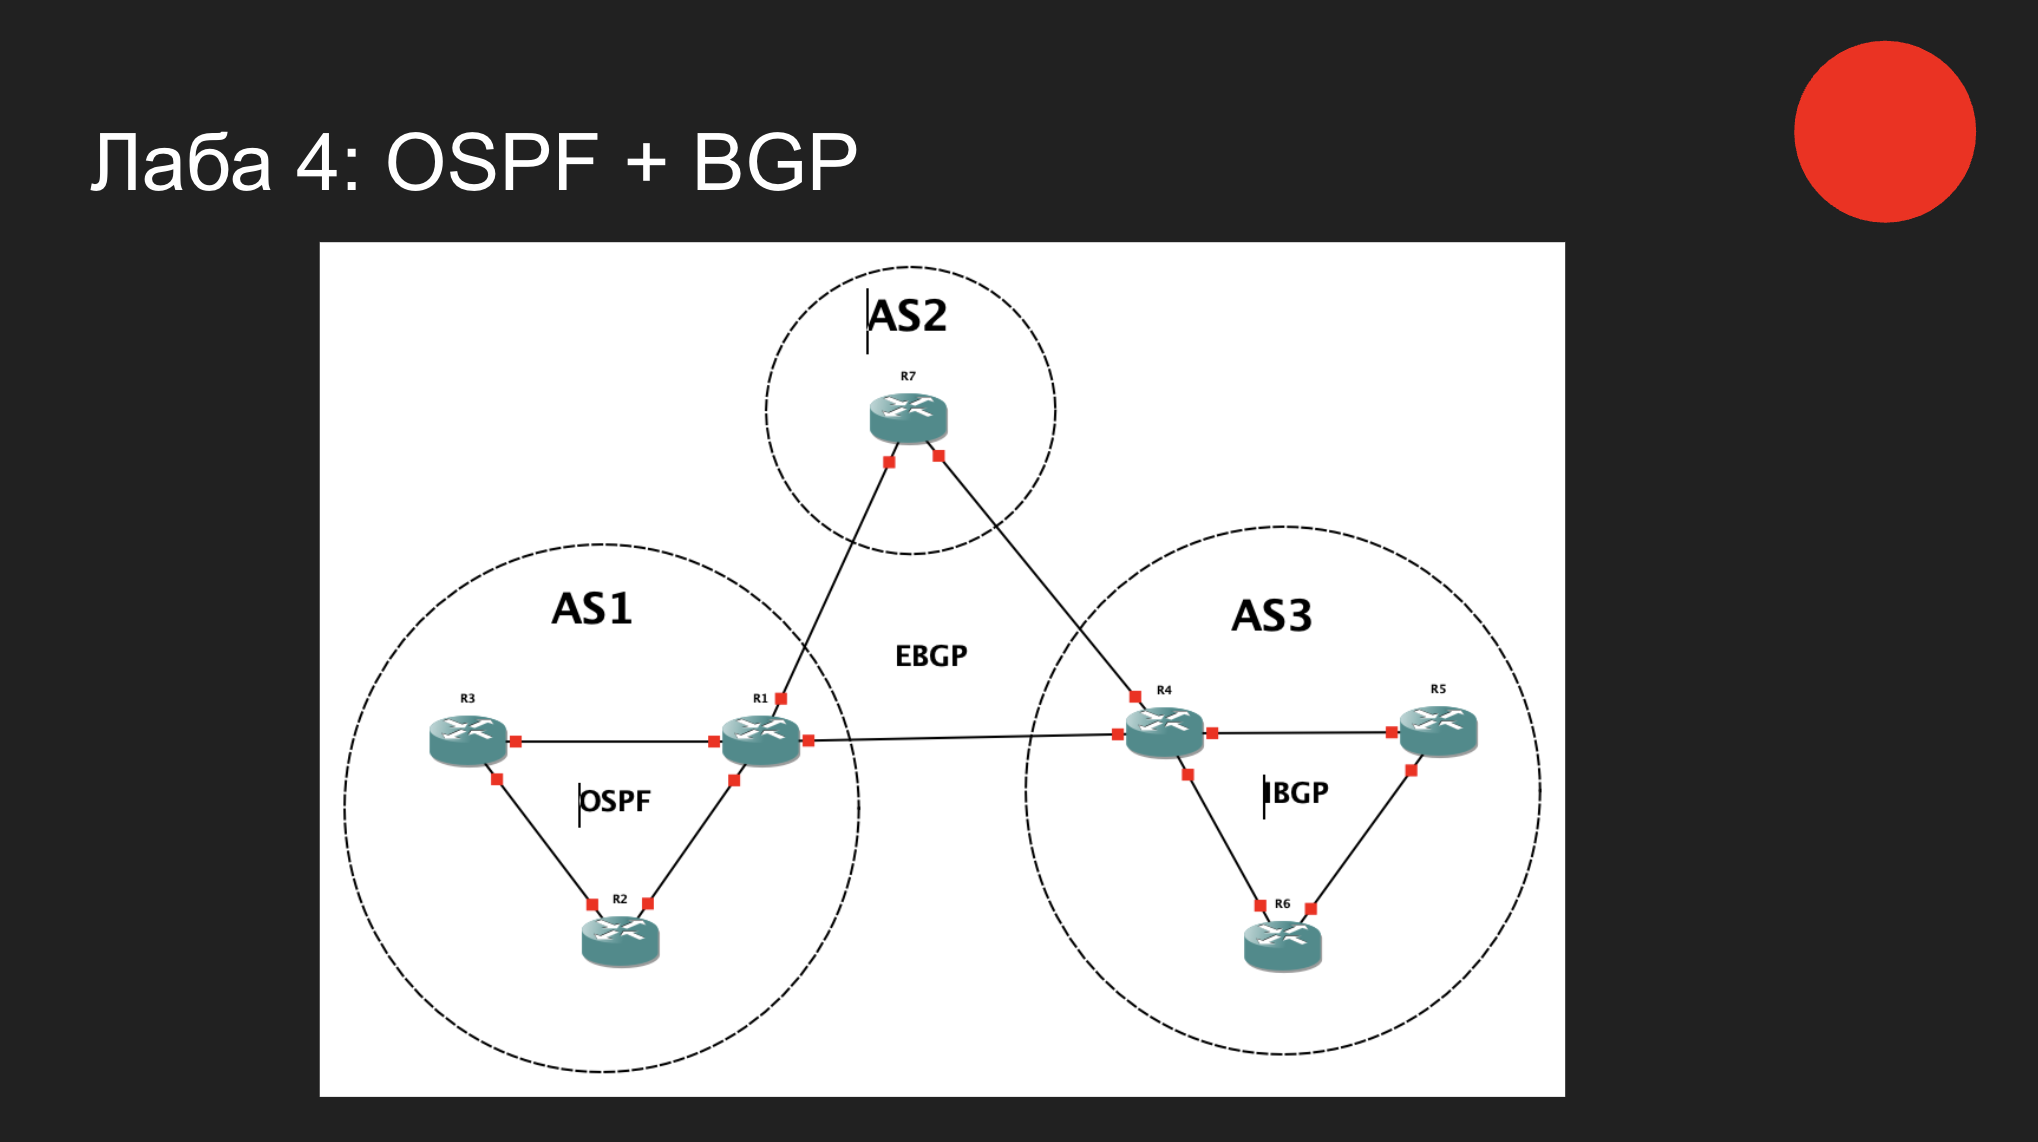 Лаба 4: OSPF + BGP
AS2
R7
AS1
AS3
EBGP
R3
R1
R4
R5
OSPF
IBGP
R2
R6